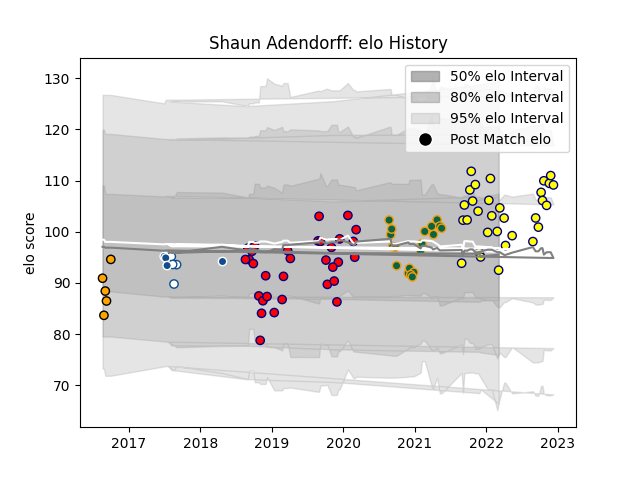 Shaun Adendorff: elo History
50% elo Interval
80% elo Interval
95% elo Interval
Post Match elo
elo score
130
120
110
100
90
80
70
2017 2018 2019 2020 2021 2022 2023